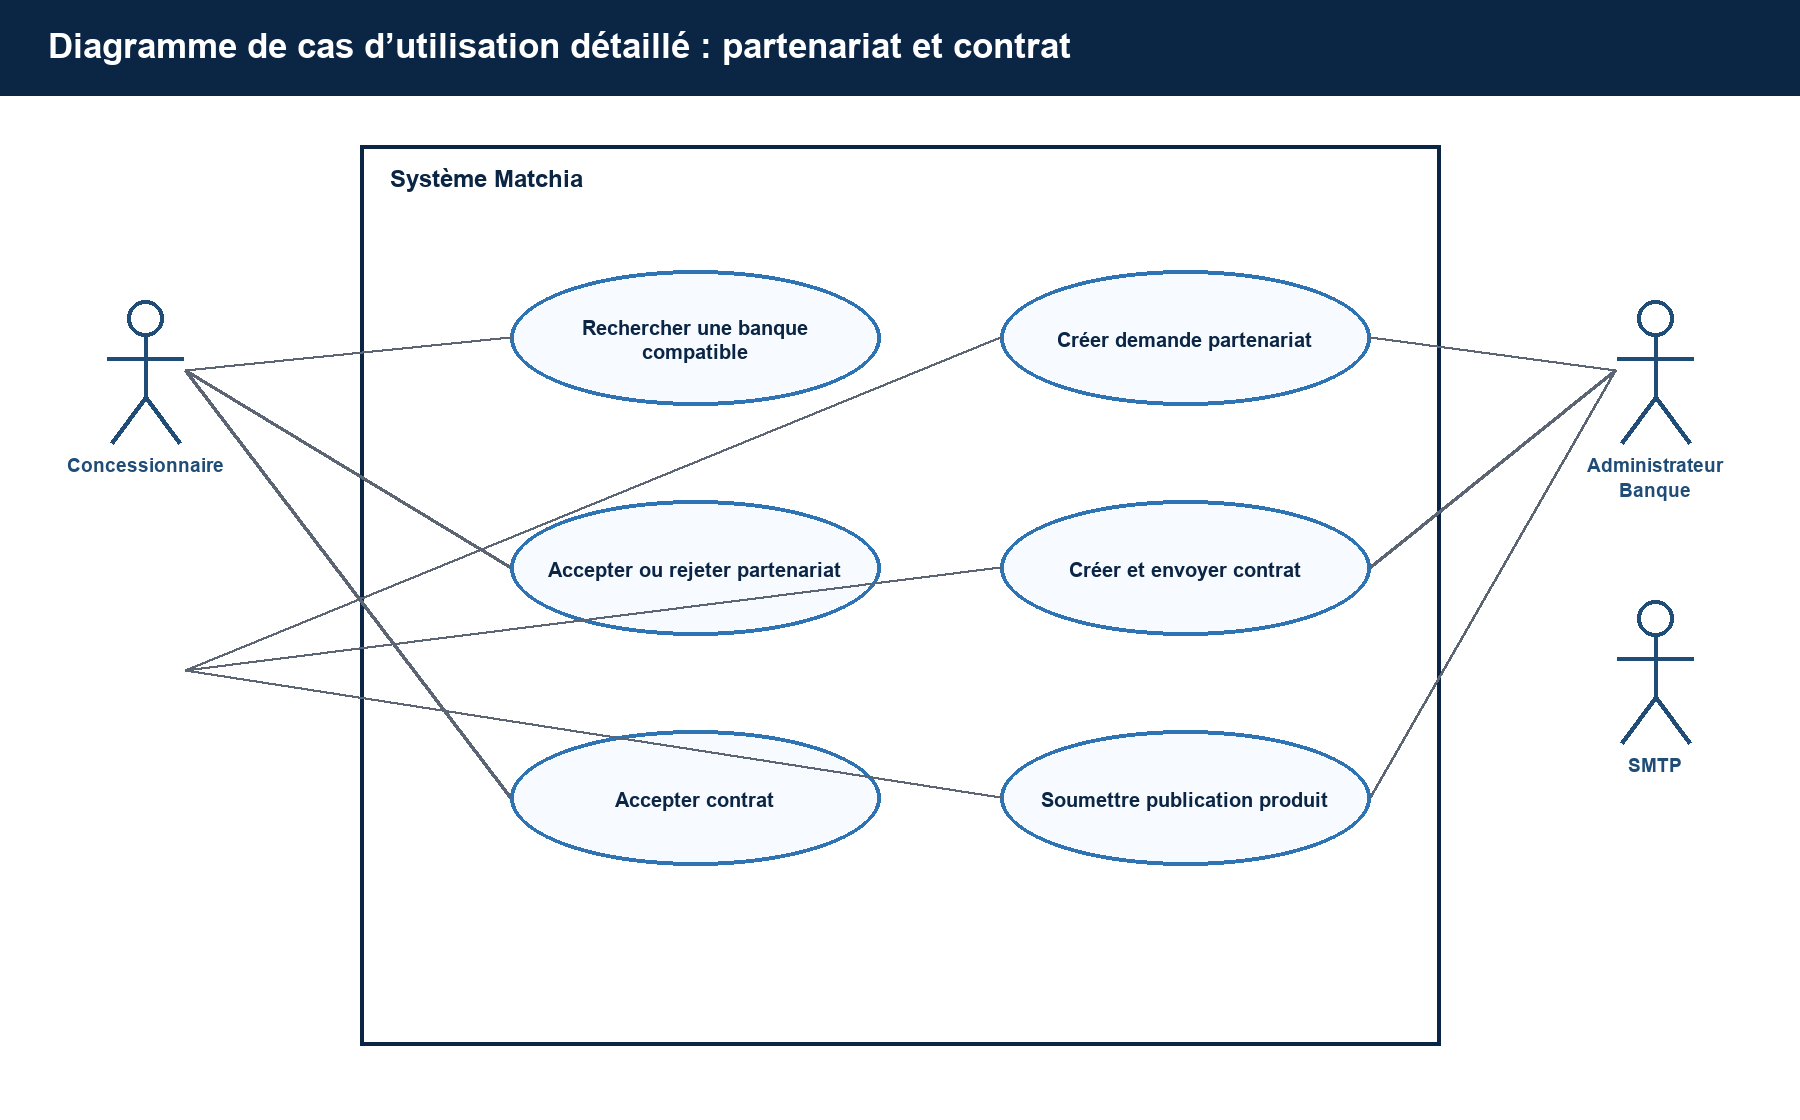 Diagramme de cas d’utilisation détaillé : partenariat et contrat
Système Matchia
Rechercher une banque
compatible
Créer demande partenariat
Concessionnaire
Administrateur
Banque
Accepter ou rejeter partenariat
Créer et envoyer contrat
SMTP
Accepter contrat
Soumettre publication produit